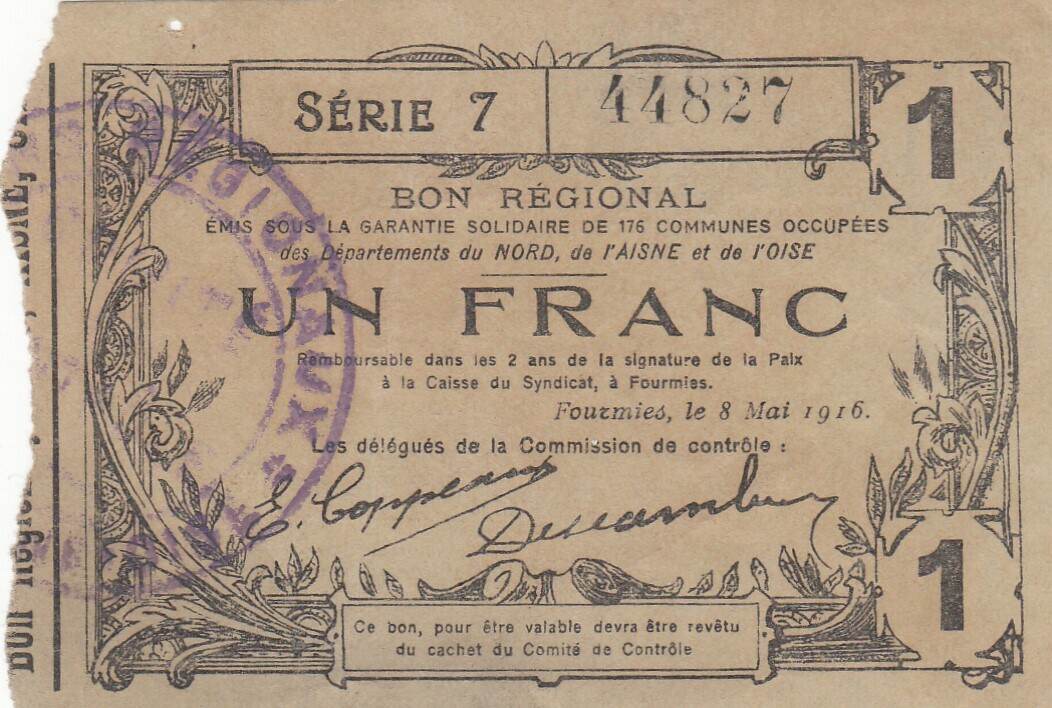 SÉRIE 7
44827
1
BON RÉGIONAL
ÉMIS SOUS LA GARANTIE SOLIDAIRE DE 176 COMMUNES OCCUPÉES
des Départements du NORD, de l'AISNE et de l'OISE
UN FRANC
Remboursable dans les 2 ans de la signature de la Paix
à la Caisse du Syndicat, à Fourmies.
Fourmies, le 8 Mai 1916.
Les délégués de la Commission de contrôle :
E. Coppeaux
1
Ce bon, pour être valable devra être revêtu
du cachet du Comité de Contrôle
AISNE,